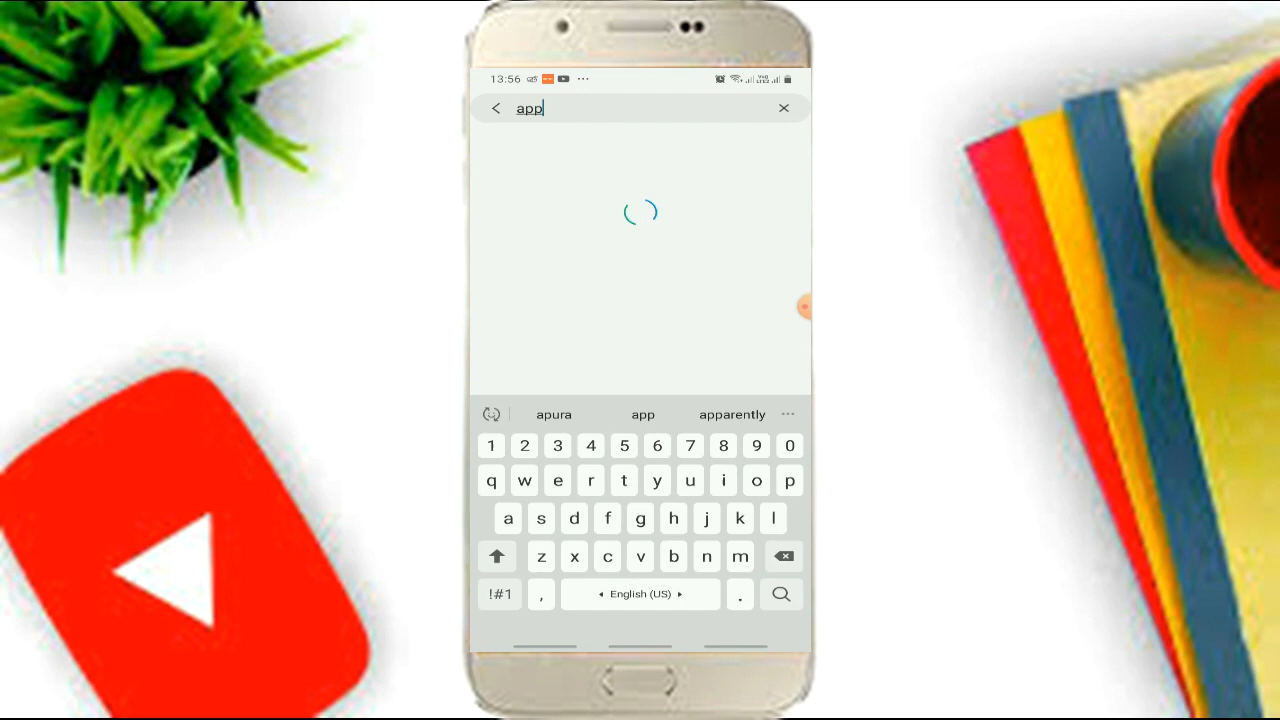 13:56
app
apura app apparently
1 2 3 4 5 6 7 8 9 0
q w e r t y u i o p
a s d f g h j k l
z x c v b n m
!#1 , English (US) .